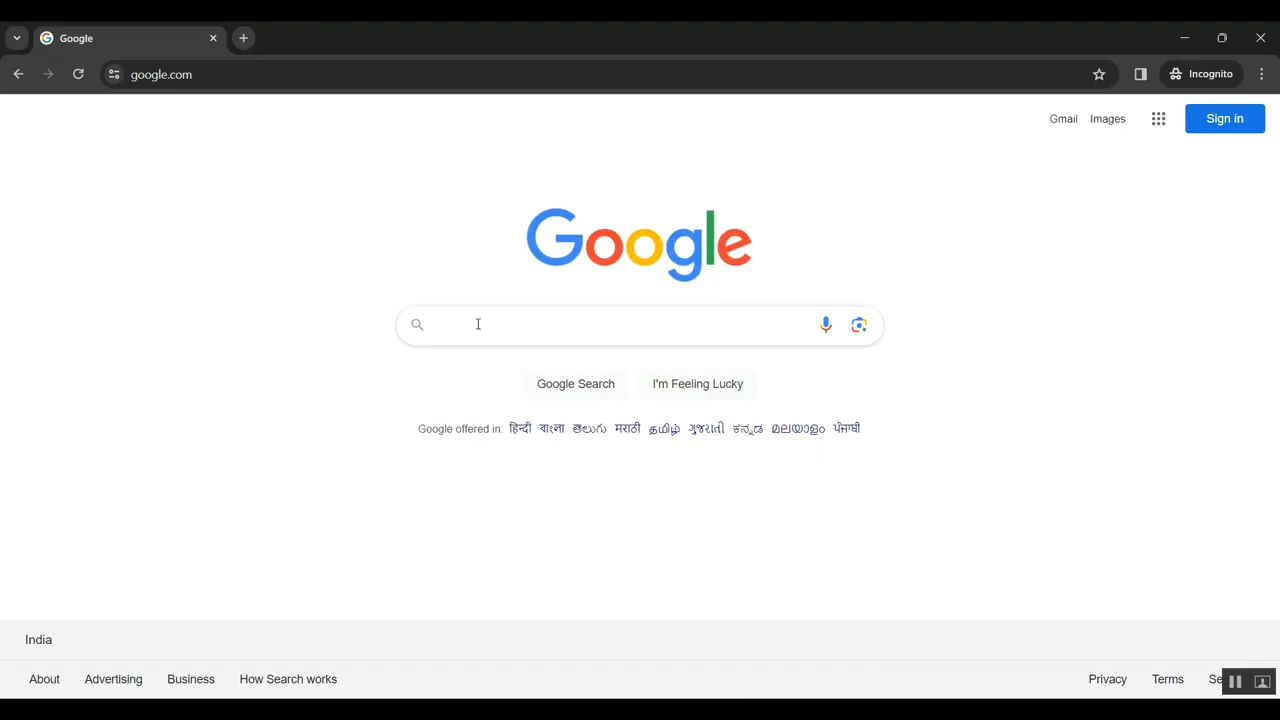 Google
google.com
Incognito
Gmail Images Sign in
Google
Google Search I'm Feeling Lucky
Google offered in: हिन्दी বাংলা తెలుగు मराठी தமிழ் ગુજરાતી ಕನ್ನಡ മലയാളം ਪੰਜਾਬੀ
India
About Advertising Business How Search works Privacy Terms Se